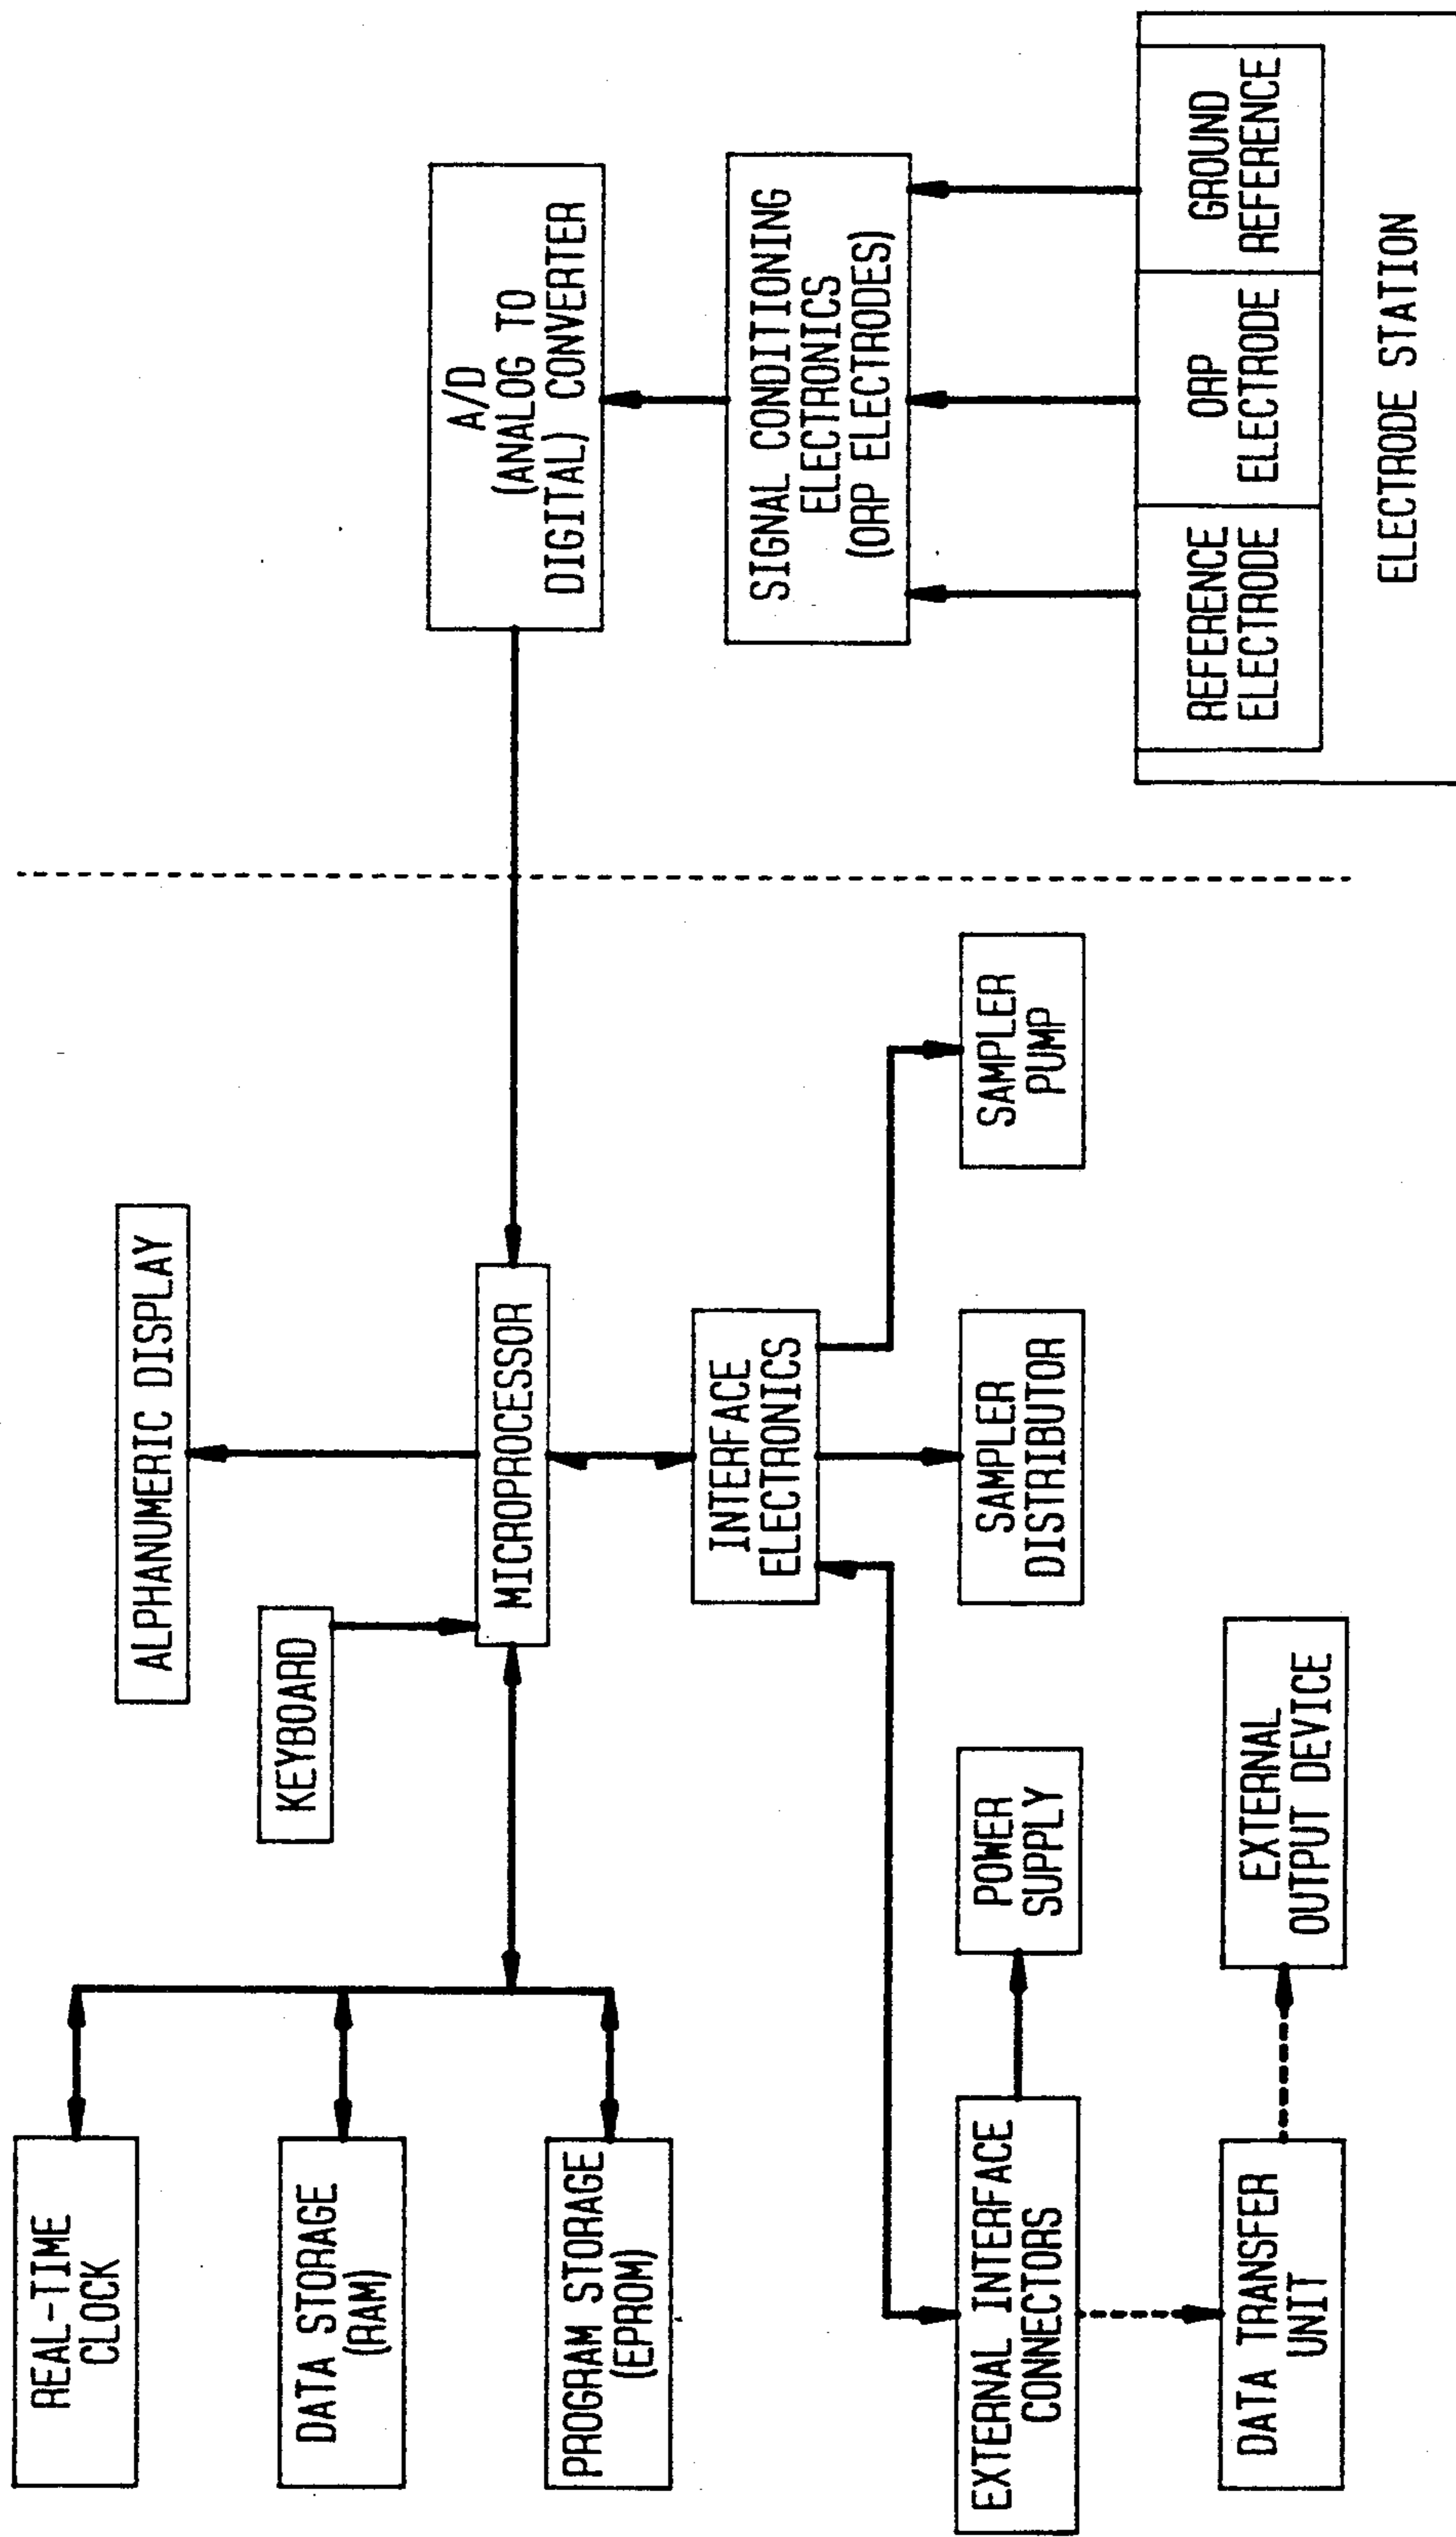 REAL-TIME
CLOCK
DATA STORAGE
(RAM)
PROGRAM STORAGE
(EPROM)
KEYBOARD
ALPHANUMERIC DISPLAY
MICROPROCESSOR
INTERFACE
ELECTRONICS
EXTERNAL INTERFACE
CONNECTORS
POWER
SUPPLY
SAMPLER
DISTRIBUTOR
SAMPLER
PUMP
DATA TRANSFER
UNIT
EXTERNAL
OUTPUT DEVICE
A/D
(ANALOG TO
DIGITAL) CONVERTER
SIGNAL CONDITIONING
ELECTRONICS
(ORP ELECTRODES)
REFERENCE
ELECTRODE
ORP
ELECTRODE
GROUND
REFERENCE
ELECTRODE STATION